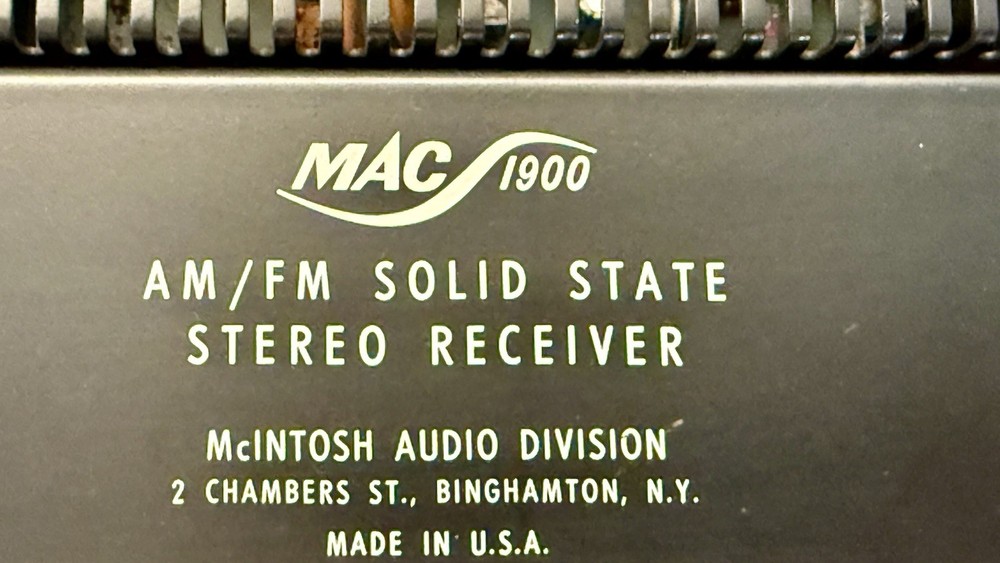 MAC 1900
AM/FM SOLID STATE
STEREO RECEIVER
McINTOSH AUDIO DIVISION
2 CHAMBERS ST., BINGHAMTON, N.Y.
MADE IN U.S.A.